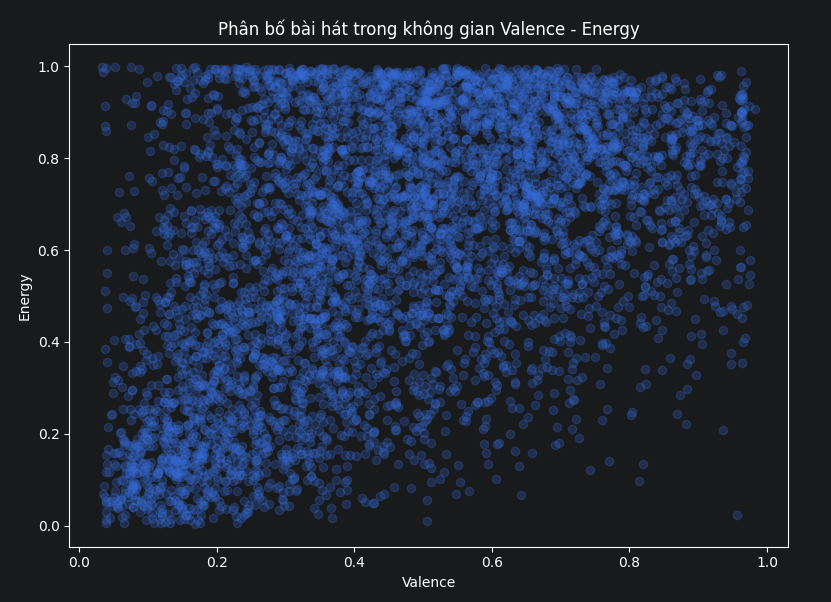 Phân bố bài hát trong không gian Valence - Energy
1.0
0.8
0.6
0.4
0.2
0.0
Energy
0.0 0.2 0.4 0.6 0.8 1.0
Valence